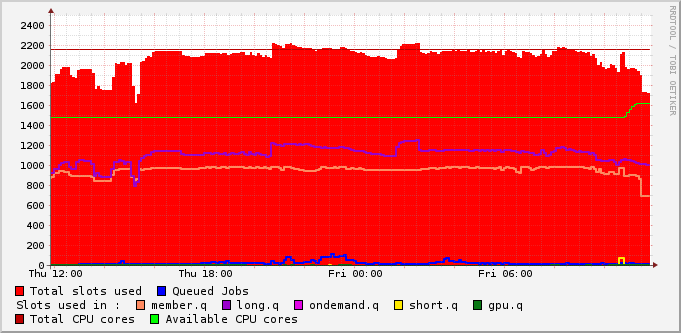 2400
2200
2000
1800
1600
1400
1200
1000
800
600
400
200
0
Thu 12:00 Thu 18:00 Fri 00:00 Fri 06:00
Total slots used Queued Jobs
Slots used in : member.q long.q ondemand.q short.q gpu.q
Total CPU cores Available CPU cores
RRDTOOL / TOBI OETIKER